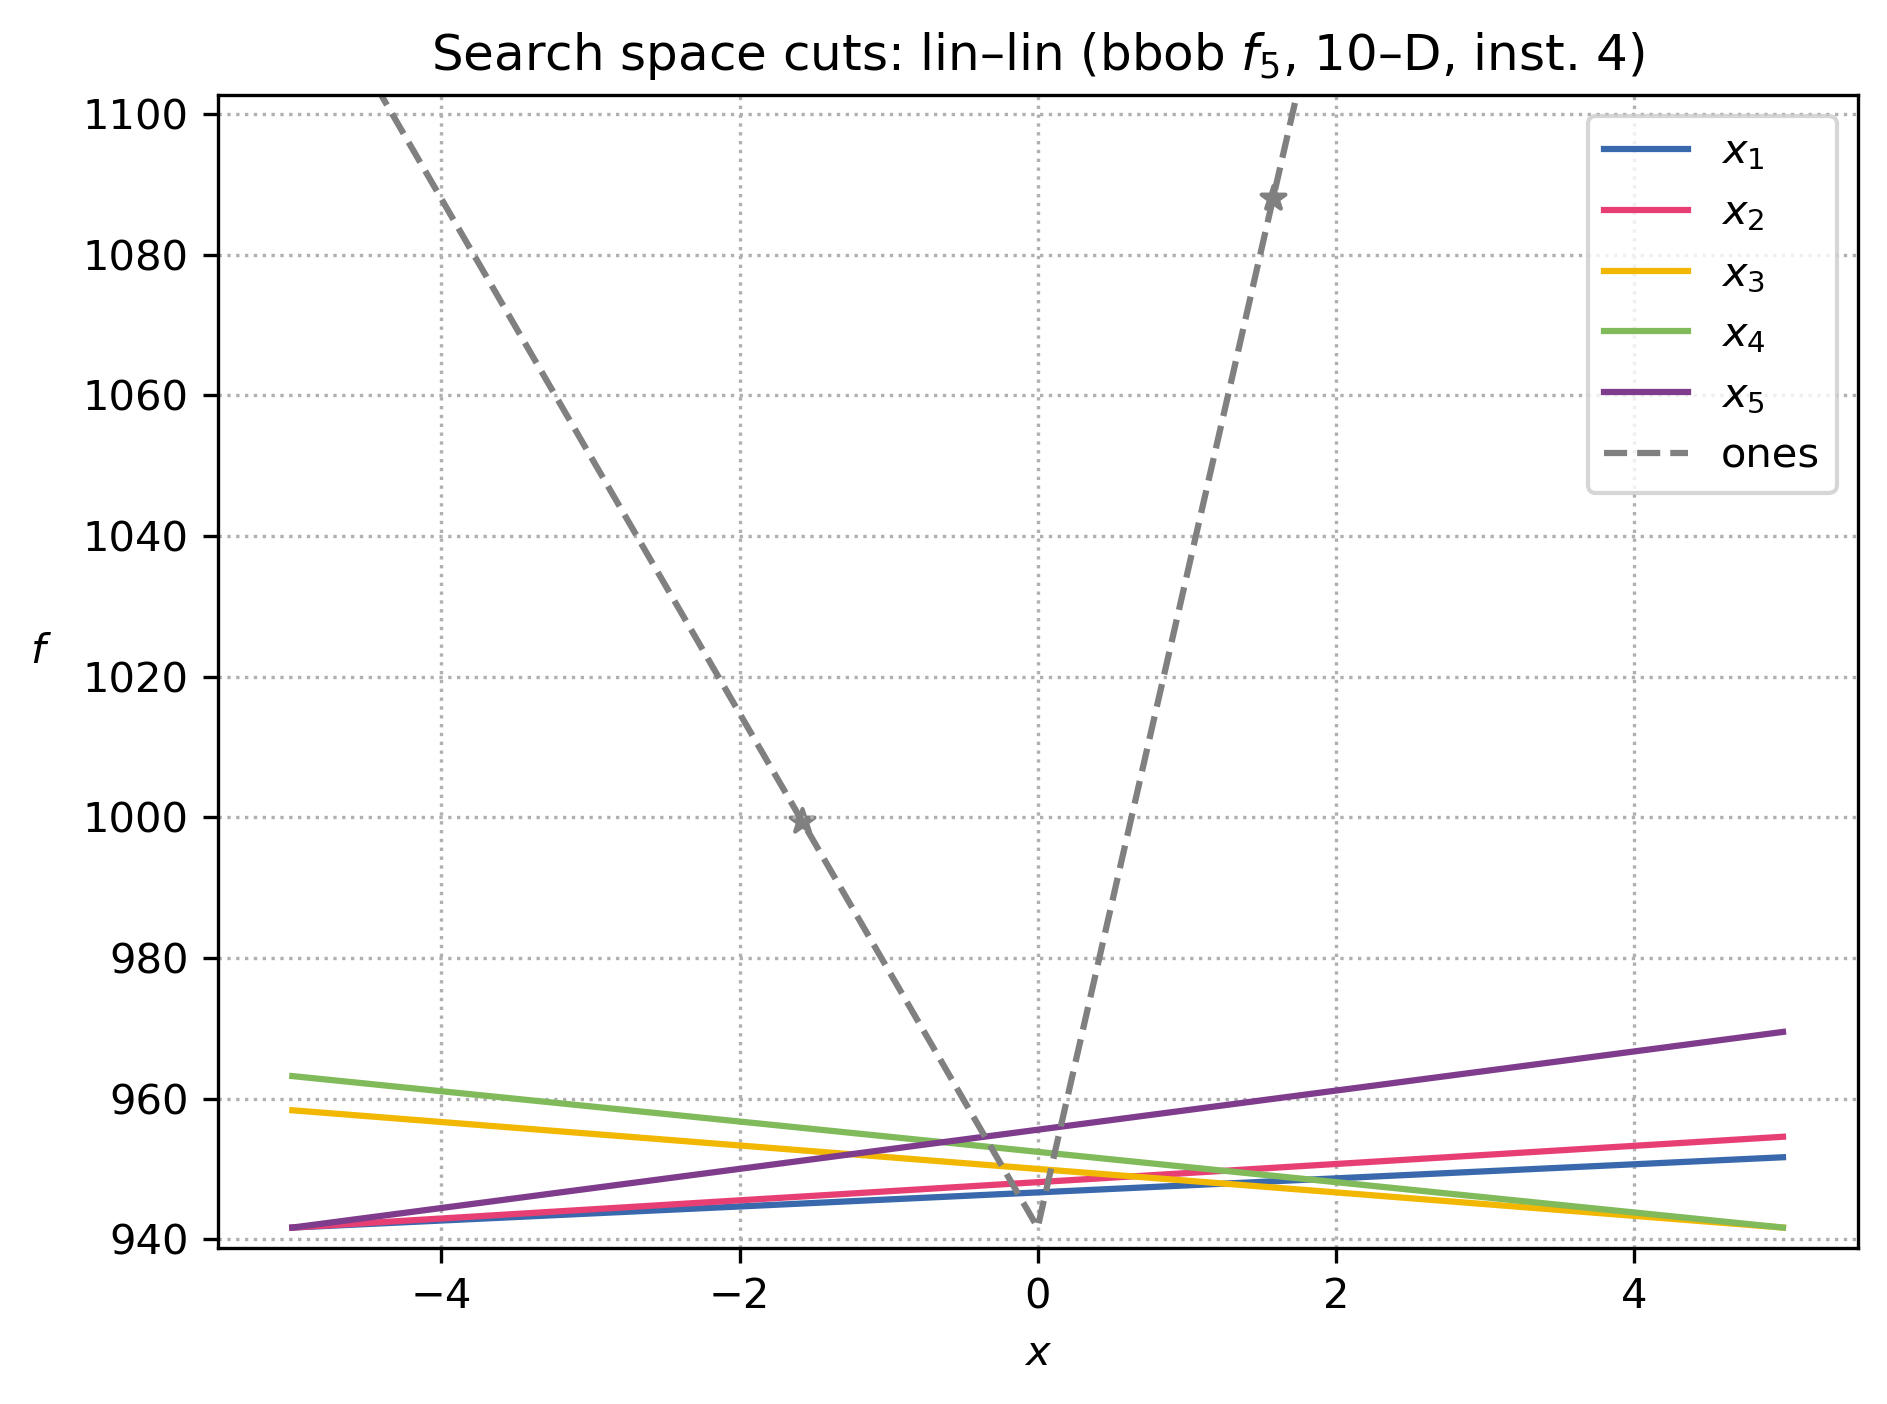 Search space cuts: lin–lin (bbob f₅, 10–D, inst. 4)
1100
1080
1060
1040
1020
1000
980
960
940
f
x₁
x₂
x₃
x₄
x₅
ones
−4 −2 0 2 4
x